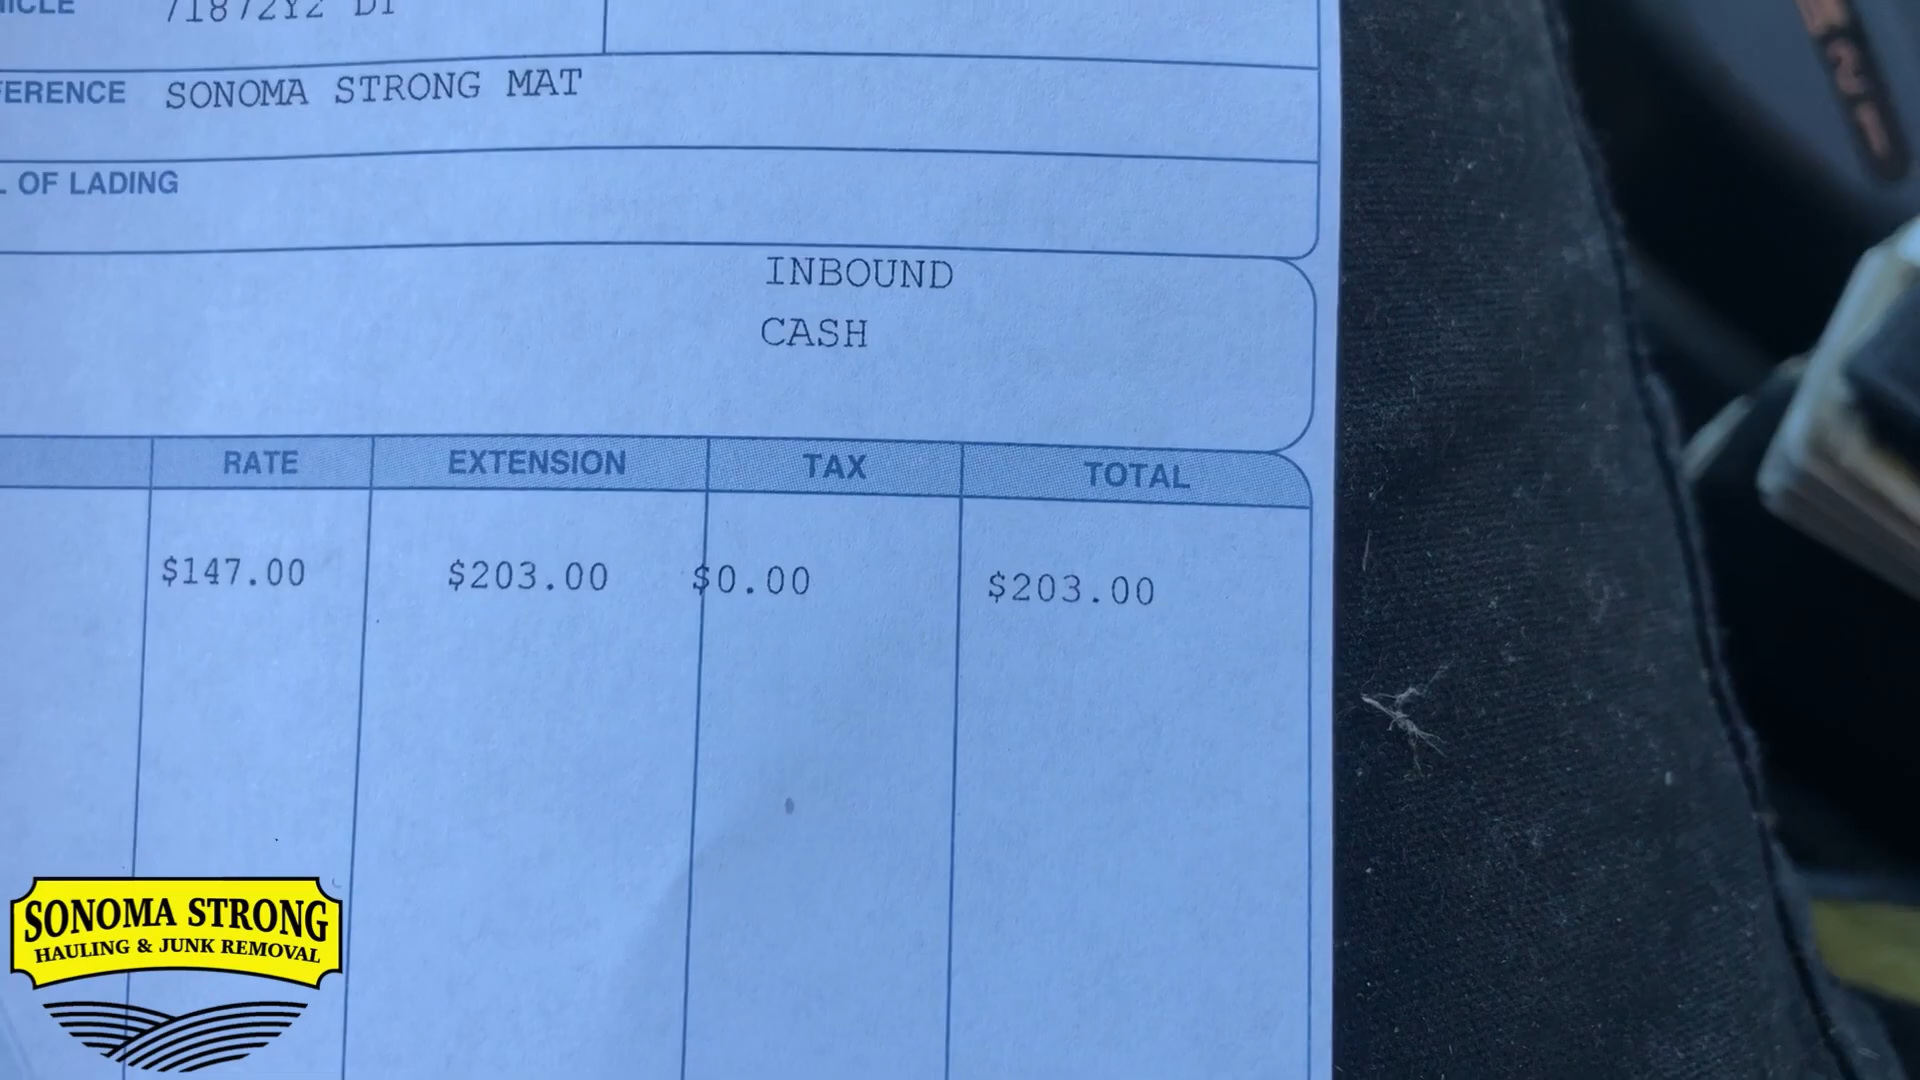 SONOMA STRONG MAT
OF LADING
INBOUND
CASH
RATE EXTENSION TAX TOTAL
$147.00 $203.00 $0.00 $203.00
SONOMA STRONG
HAULING & JUNK REMOVAL